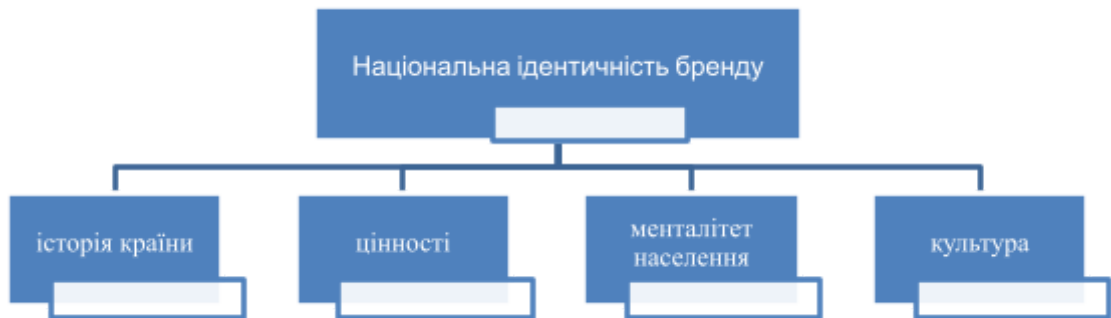 Національна ідентичність бренду
історія країни
цінності
менталітет
населення
культура